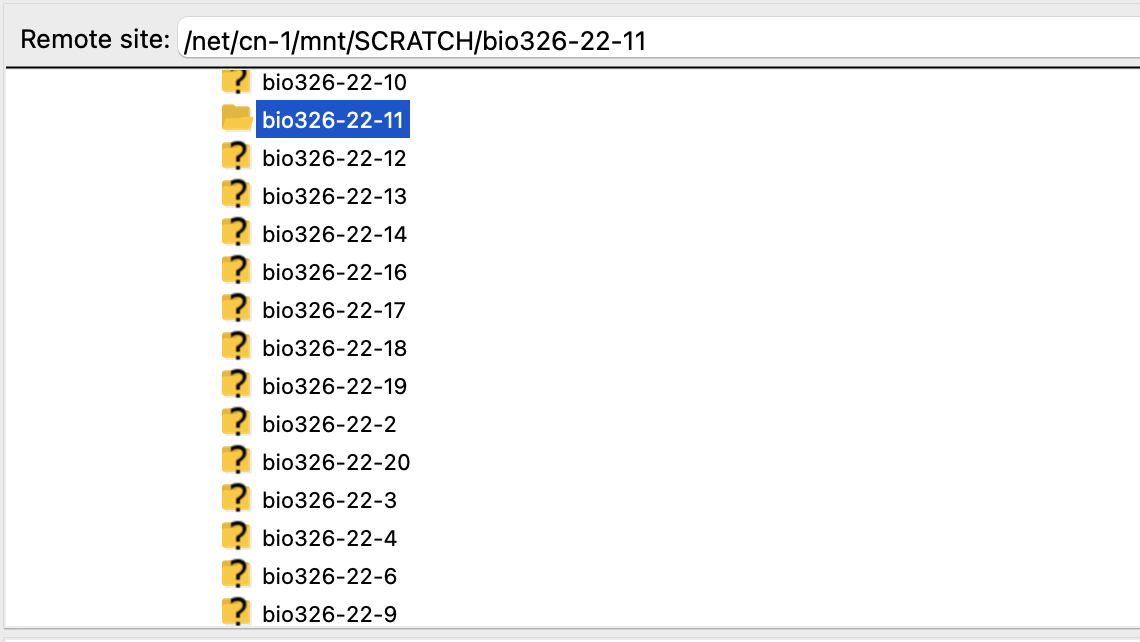 Remote site: /net/cn-1/mnt/SCRATCH/bio326-22-11
bio326-22-10
bio326-22-11
bio326-22-12
bio326-22-13
bio326-22-14
bio326-22-16
bio326-22-17
bio326-22-18
bio326-22-19
bio326-22-2
bio326-22-20
bio326-22-3
bio326-22-4
bio326-22-6
bio326-22-9